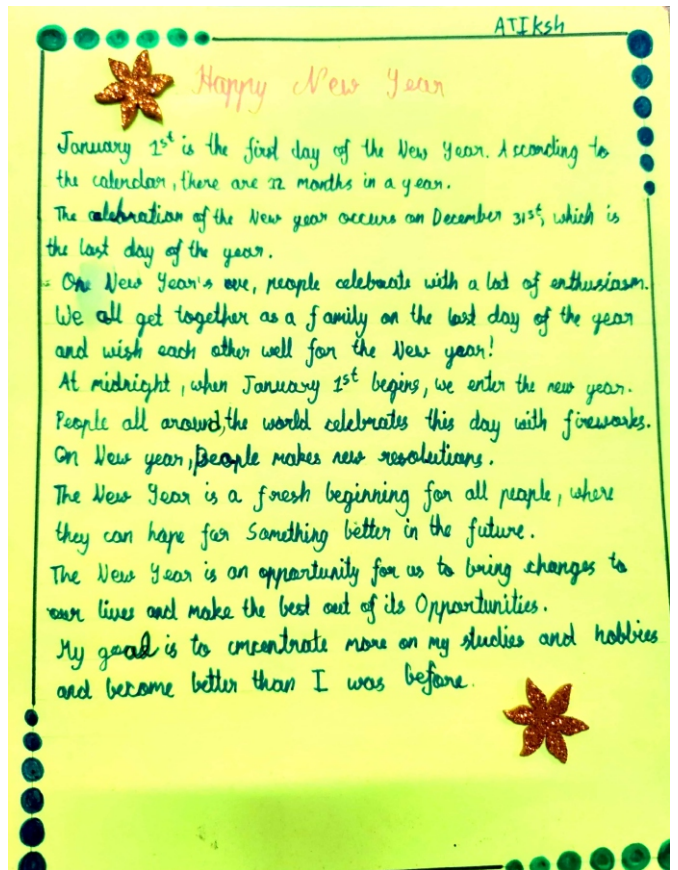 ATIksh
Happy New Year
January 1st is the first day of the New Year. According to
the calendar, there are 12 months in a year.
The celebration of the New year occurs on December 31st, which is
the last day of the year.
On New Year's eve, people celebrate with a lot of enthusiasm.
We all get together as a family on the last day of the year
and wish each other well for the New year!
At midnight, when January 1st begins, we enter the new year.
People all around, the world celebrates this day with fireworks.
On New year, People makes new resolutions.
The New Year is a fresh beginning for all people, where
they can hope for Something better in the future.
The New Year is an opportunity for us to bring changes to
our lives and make the best out of its Opportunities.
My goal is to cmcentrate more on my studies and hobbies
and become better than I was before.